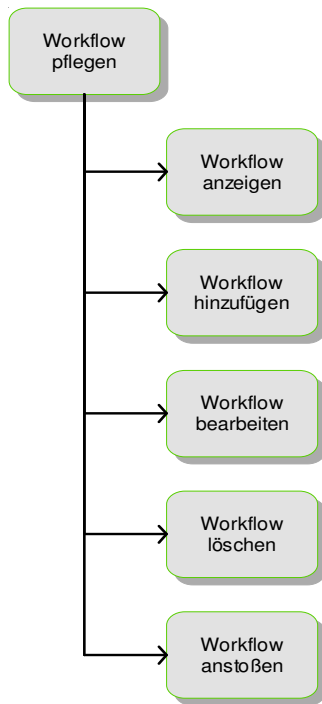 Workflow
pflegen
Workflow
anzeigen
Workflow
hinzufügen
Workflow
bearbeiten
Workflow
löschen
Workflow
anstoßen